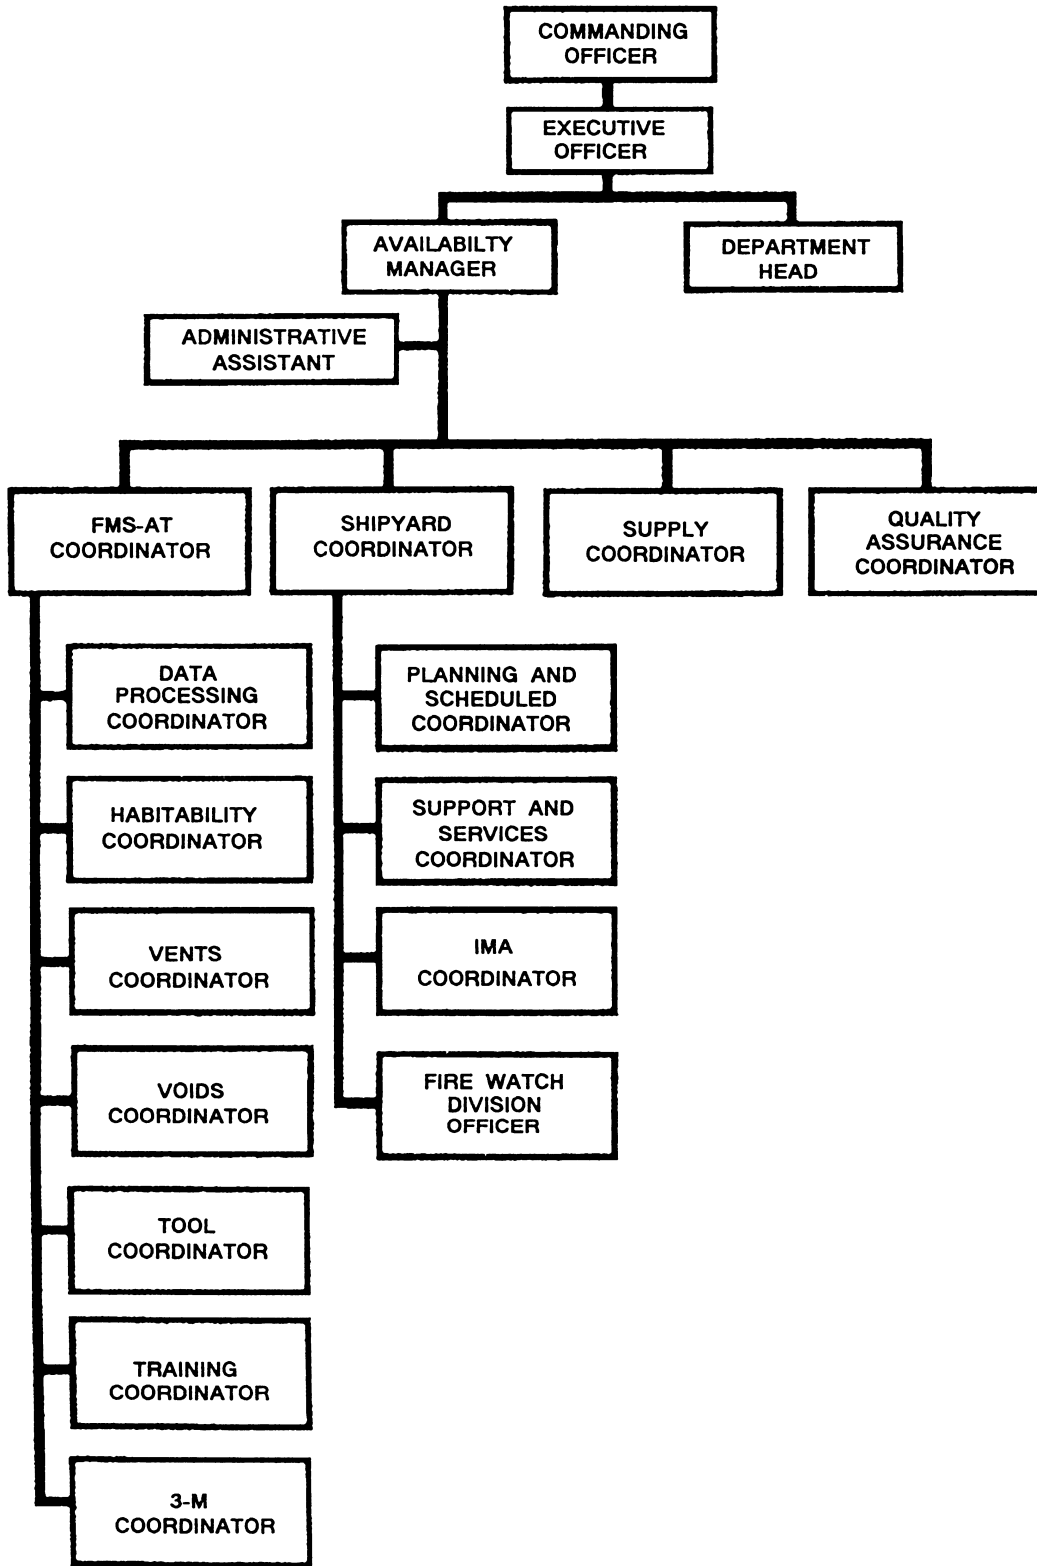 COMMANDING
OFFICER
EXECUTIVE
OFFICER
AVAILABILTY
MANAGER
DEPARTMENT
HEAD
ADMINISTRATIVE
ASSISTANT
FMS-AT
COORDINATOR
SHIPYARD
COORDINATOR
SUPPLY
COORDINATOR
QUALITY
ASSURANCE
COORDINATOR
DATA
PROCESSING
COORDINATOR
HABITABILITY
COORDINATOR
VENTS
COORDINATOR
VOIDS
COORDINATOR
TOOL
COORDINATOR
TRAINING
COORDINATOR
3-M
COORDINATOR
PLANNING AND
SCHEDULED
COORDINATOR
SUPPORT AND
SERVICES
COORDINATOR
IMA
COORDINATOR
FIRE WATCH
DIVISION
OFFICER